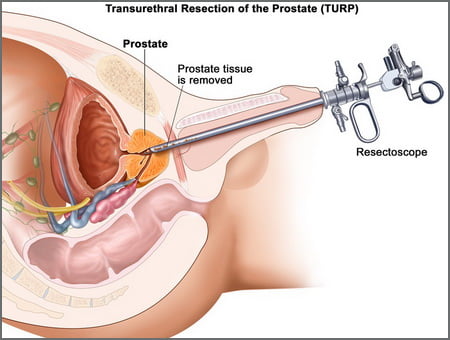 Transurethral Resection of the Prostate (TURP)
Prostate
Prostate tissue
is removed
Resectoscope